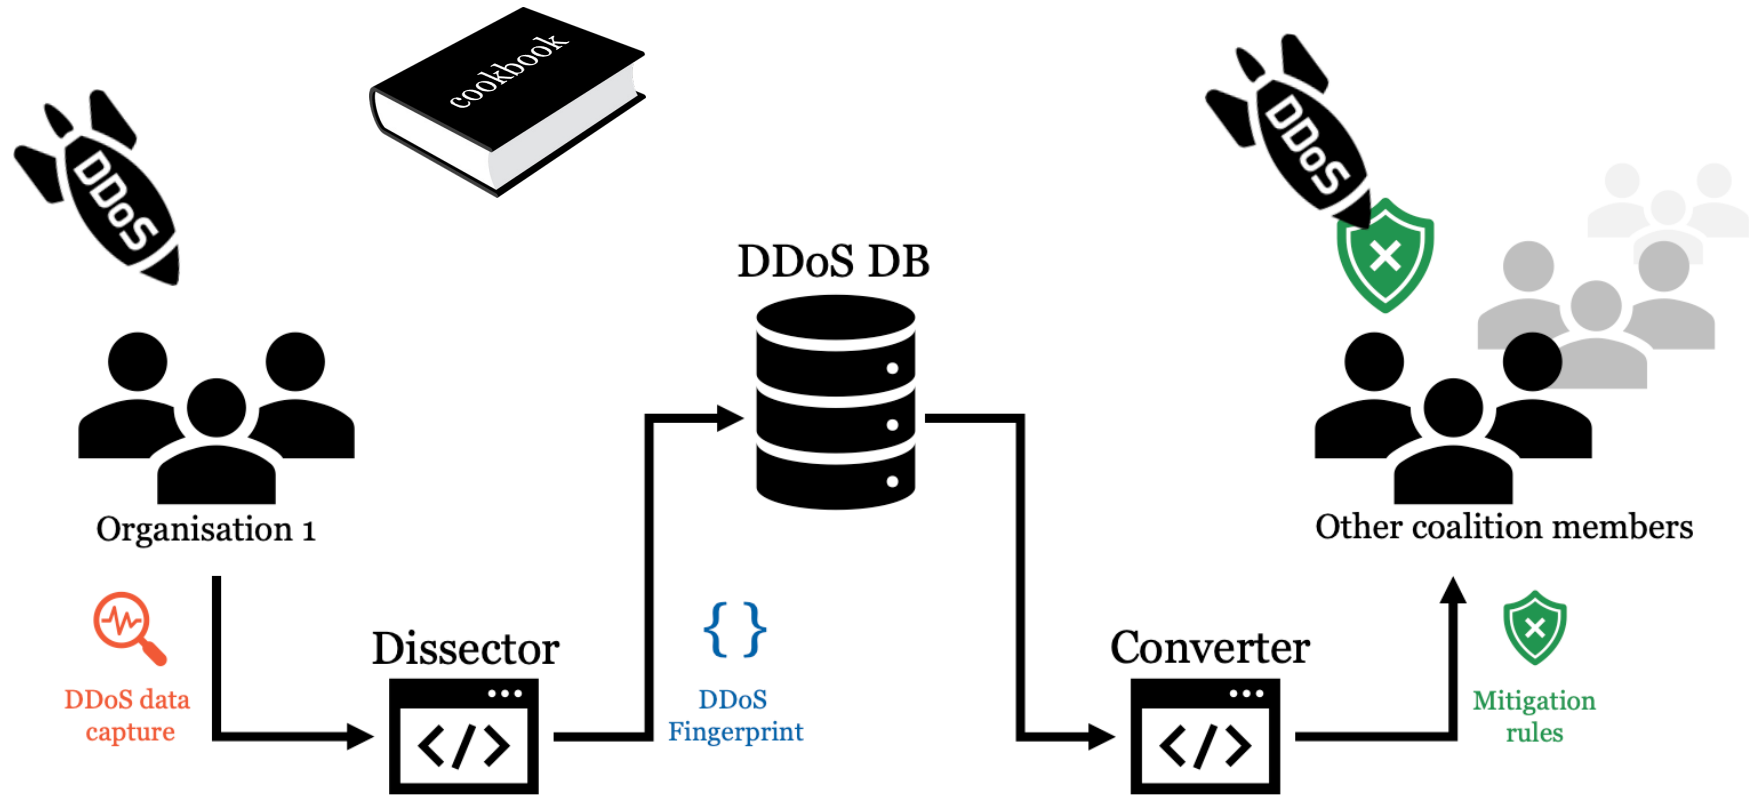 cookbook
DDoS
DDoS
DDoS DB
Organisation 1
Other coalition members
DDoS data
capture
Dissector
</>
{ }
DDoS
Fingerprint
Converter
</>
Mitigation
rules